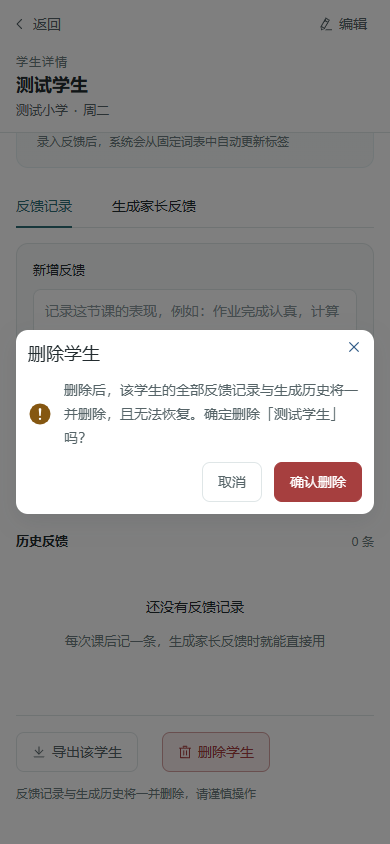 返回
编辑
学生详情
测试学生
测试小学 · 周二
录入反馈后，系统会从固定词表中自动更新标签
反馈记录
生成家长反馈
新增反馈
记录这节课的表现，例如：作业完成认真，计算
删除学生
删除后，该学生的全部反馈记录与生成历史将一
并删除，且无法恢复。确定删除「测试学生」
吗？
取消
确认删除
历史反馈
0 条
还没有反馈记录
每次课后记一条，生成家长反馈时就能直接用
导出该学生
删除学生
反馈记录与生成历史将一并删除，请谨慎操作